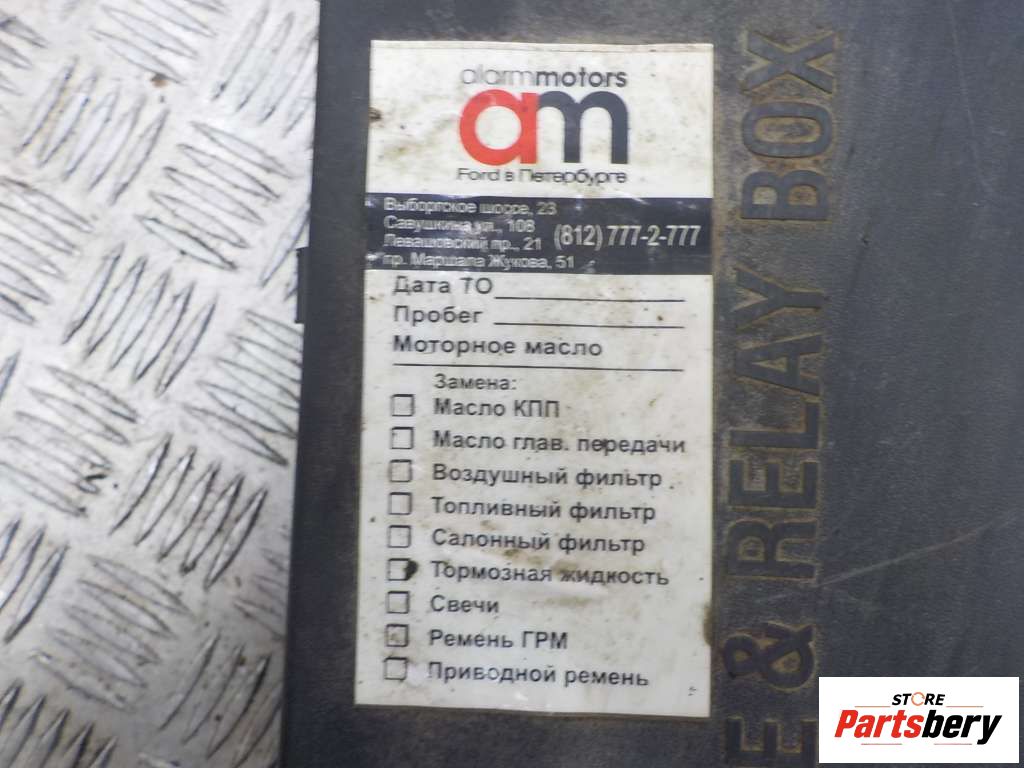 alarmmotors
am
Ford в Петербурге
Выборгское шоссе, 23
Савушкина ул., 108
Левашовский пр., 21
пр. Маршала Жукова, 51
(812) 777-2-777
Дата ТО
Пробег
Моторное масло
Замена:
Масло КПП
Масло глав. передачи
Воздушный фильтр
Топливный фильтр
Салонный фильтр
Тормозная жидкость
Свечи
Ремень ГРМ
Приводной ремень
E & RELAY BOX
STORE
Partsbery